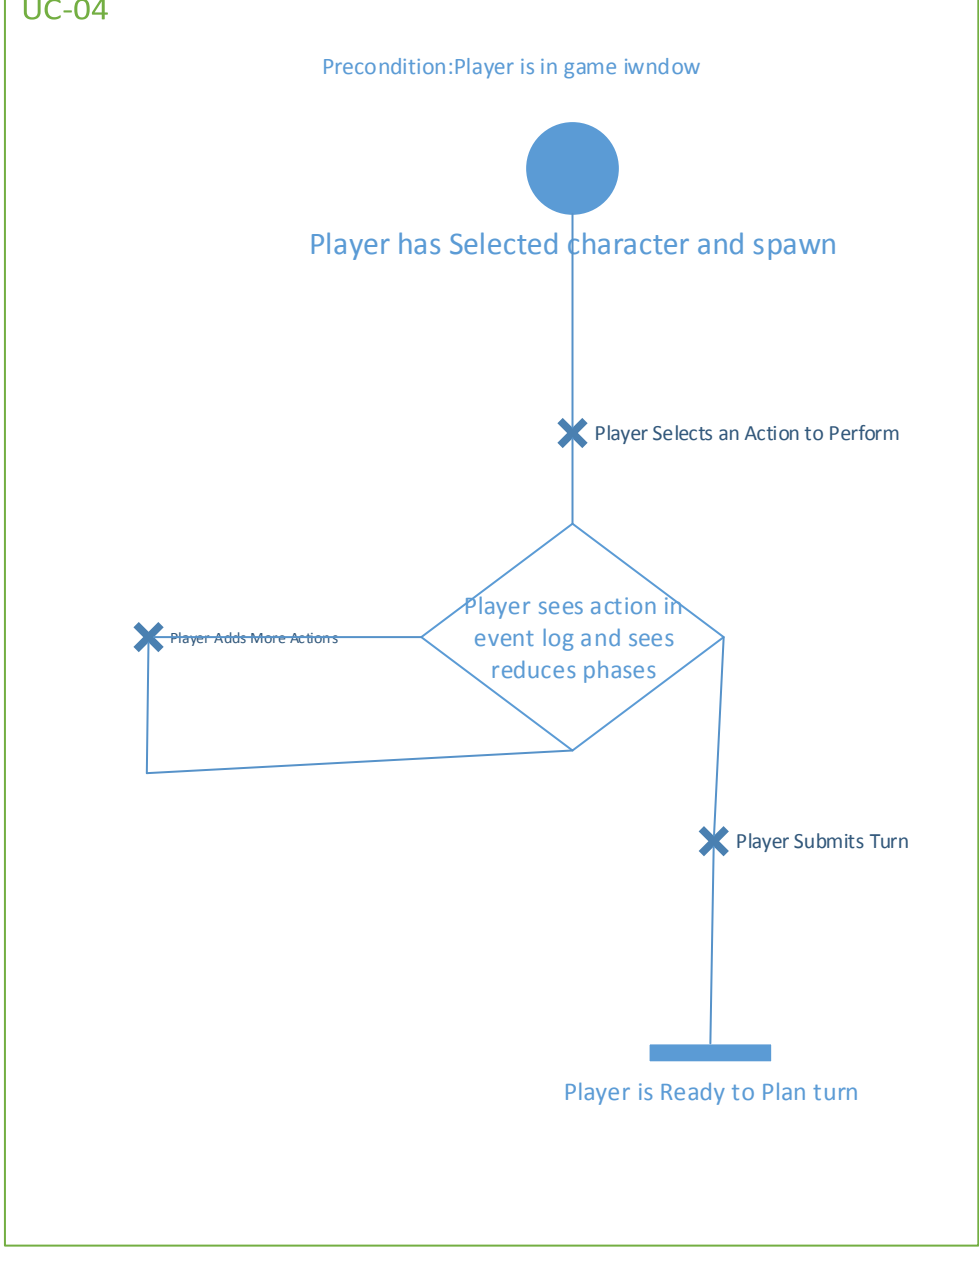 UC-04
Precondition:Player is in game iwndow
Player has Selected character and spawn
Player Selects an Action to Perform
Player sees action in
event log and sees
reduces phases
Player Adds More Actions
Player Submits Turn
Player is Ready to Plan turn